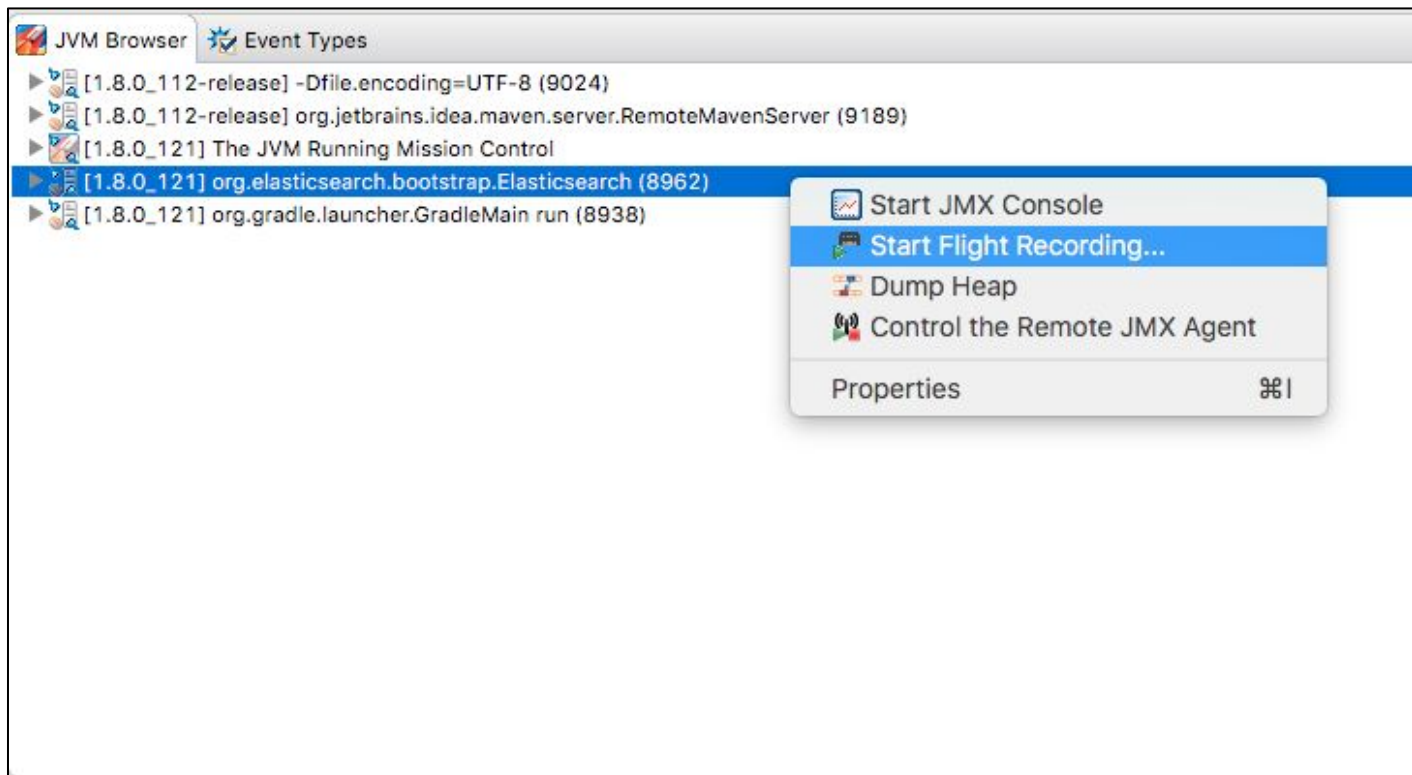 JVM Browser Event Types
[1.8.0_112-release] -Dfile.encoding=UTF-8 (9024)
[1.8.0_112-release] org.jetbrains.idea.maven.server.RemoteMavenServer (9189)
[1.8.0_121] The JVM Running Mission Control
[1.8.0_121] org.elasticsearch.bootstrap.Elasticsearch (8962)
[1.8.0_121] org.gradle.launcher.GradleMain run (8938)
Start JMX Console
Start Flight Recording...
Dump Heap
Control the Remote JMX Agent
Properties ⌘I